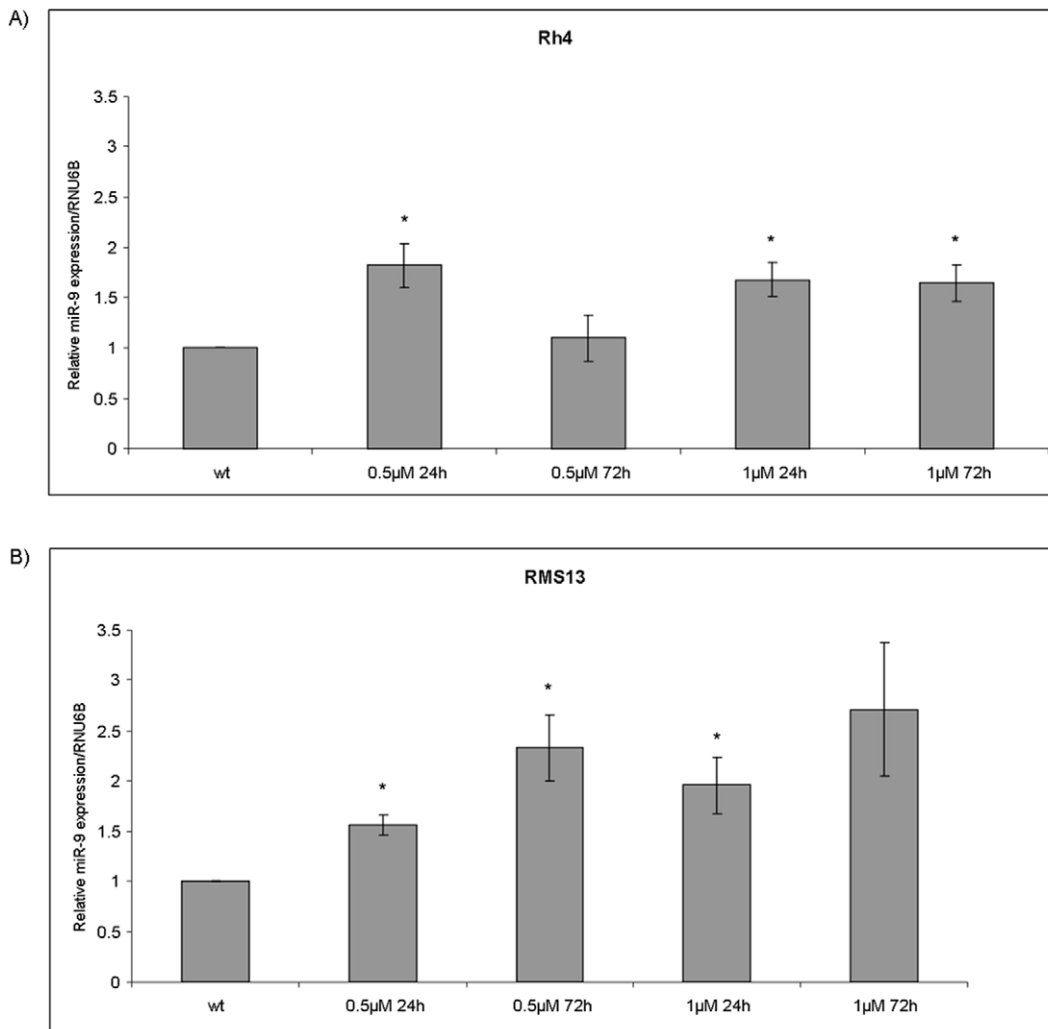 A)
Rh4
Relative miR-9 expression/RNU6B
3.5
3
2.5
2
1.5
1
0.5
0
*
*
*
wt
0.5µM 24h
0.5µM 72h
1µM 24h
1µM 72h
B)
RMS13
Relative miR-9 expression/RNU6B
3.5
3
2.5
2
1.5
1
0.5
0
*
*
*
wt
0.5µM 24h
0.5µM 72h
1µM 24h
1µM 72h